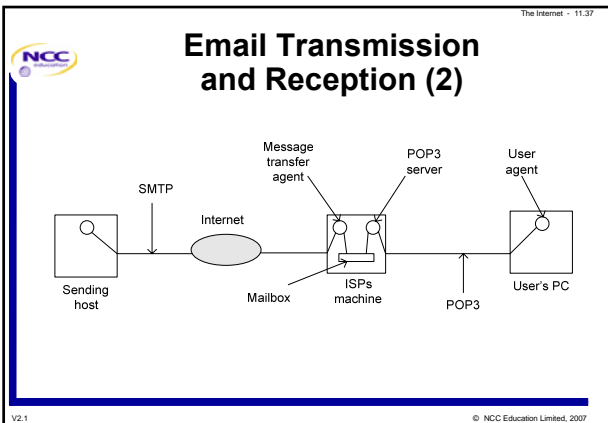 The Internet - 11.37
NCC
education
Email Transmission
and Reception (2)
Message
transfer
agent
POP3
server
User
agent
SMTP
Internet
Sending
host
Mailbox
ISPs
machine
POP3
User's PC
V2.1
© NCC Education Limited, 2007